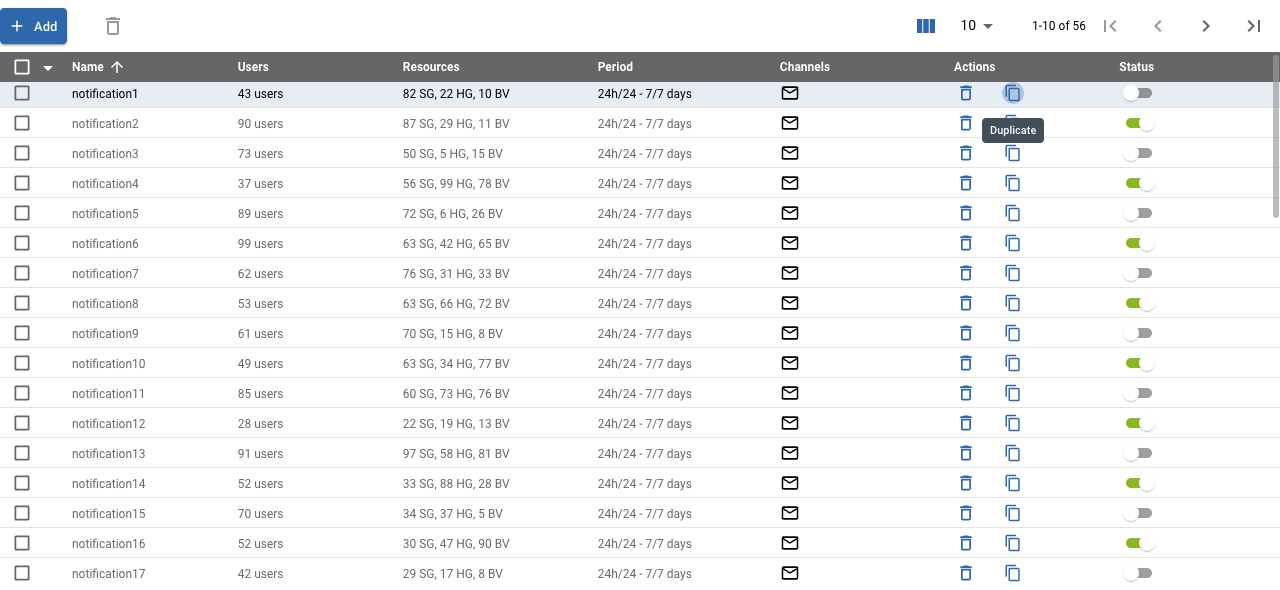 Add 10 1-10 of 56
Name Users Resources Period Channels Actions Status
notification1 43 users 82 SG, 22 HG, 10 BV 24h/24 - 7/7 days
notification2 90 users 87 SG, 29 HG, 11 BV 24h/24 - 7/7 days
Duplicate
notification3 73 users 50 SG, 5 HG, 15 BV 24h/24 - 7/7 days
notification4 37 users 56 SG, 99 HG, 78 BV 24h/24 - 7/7 days
notification5 89 users 72 SG, 6 HG, 26 BV 24h/24 - 7/7 days
notification6 99 users 63 SG, 42 HG, 65 BV 24h/24 - 7/7 days
notification7 62 users 76 SG, 31 HG, 33 BV 24h/24 - 7/7 days
notification8 53 users 63 SG, 66 HG, 72 BV 24h/24 - 7/7 days
notification9 61 users 70 SG, 15 HG, 8 BV 24h/24 - 7/7 days
notification10 49 users 63 SG, 34 HG, 77 BV 24h/24 - 7/7 days
notification11 85 users 60 SG, 73 HG, 76 BV 24h/24 - 7/7 days
notification12 28 users 22 SG, 19 HG, 13 BV 24h/24 - 7/7 days
notification13 91 users 97 SG, 58 HG, 81 BV 24h/24 - 7/7 days
notification14 52 users 33 SG, 88 HG, 28 BV 24h/24 - 7/7 days
notification15 70 users 34 SG, 37 HG, 5 BV 24h/24 - 7/7 days
notification16 52 users 30 SG, 47 HG, 90 BV 24h/24 - 7/7 days
notification17 42 users 29 SG, 17 HG, 8 BV 24h/24 - 7/7 days